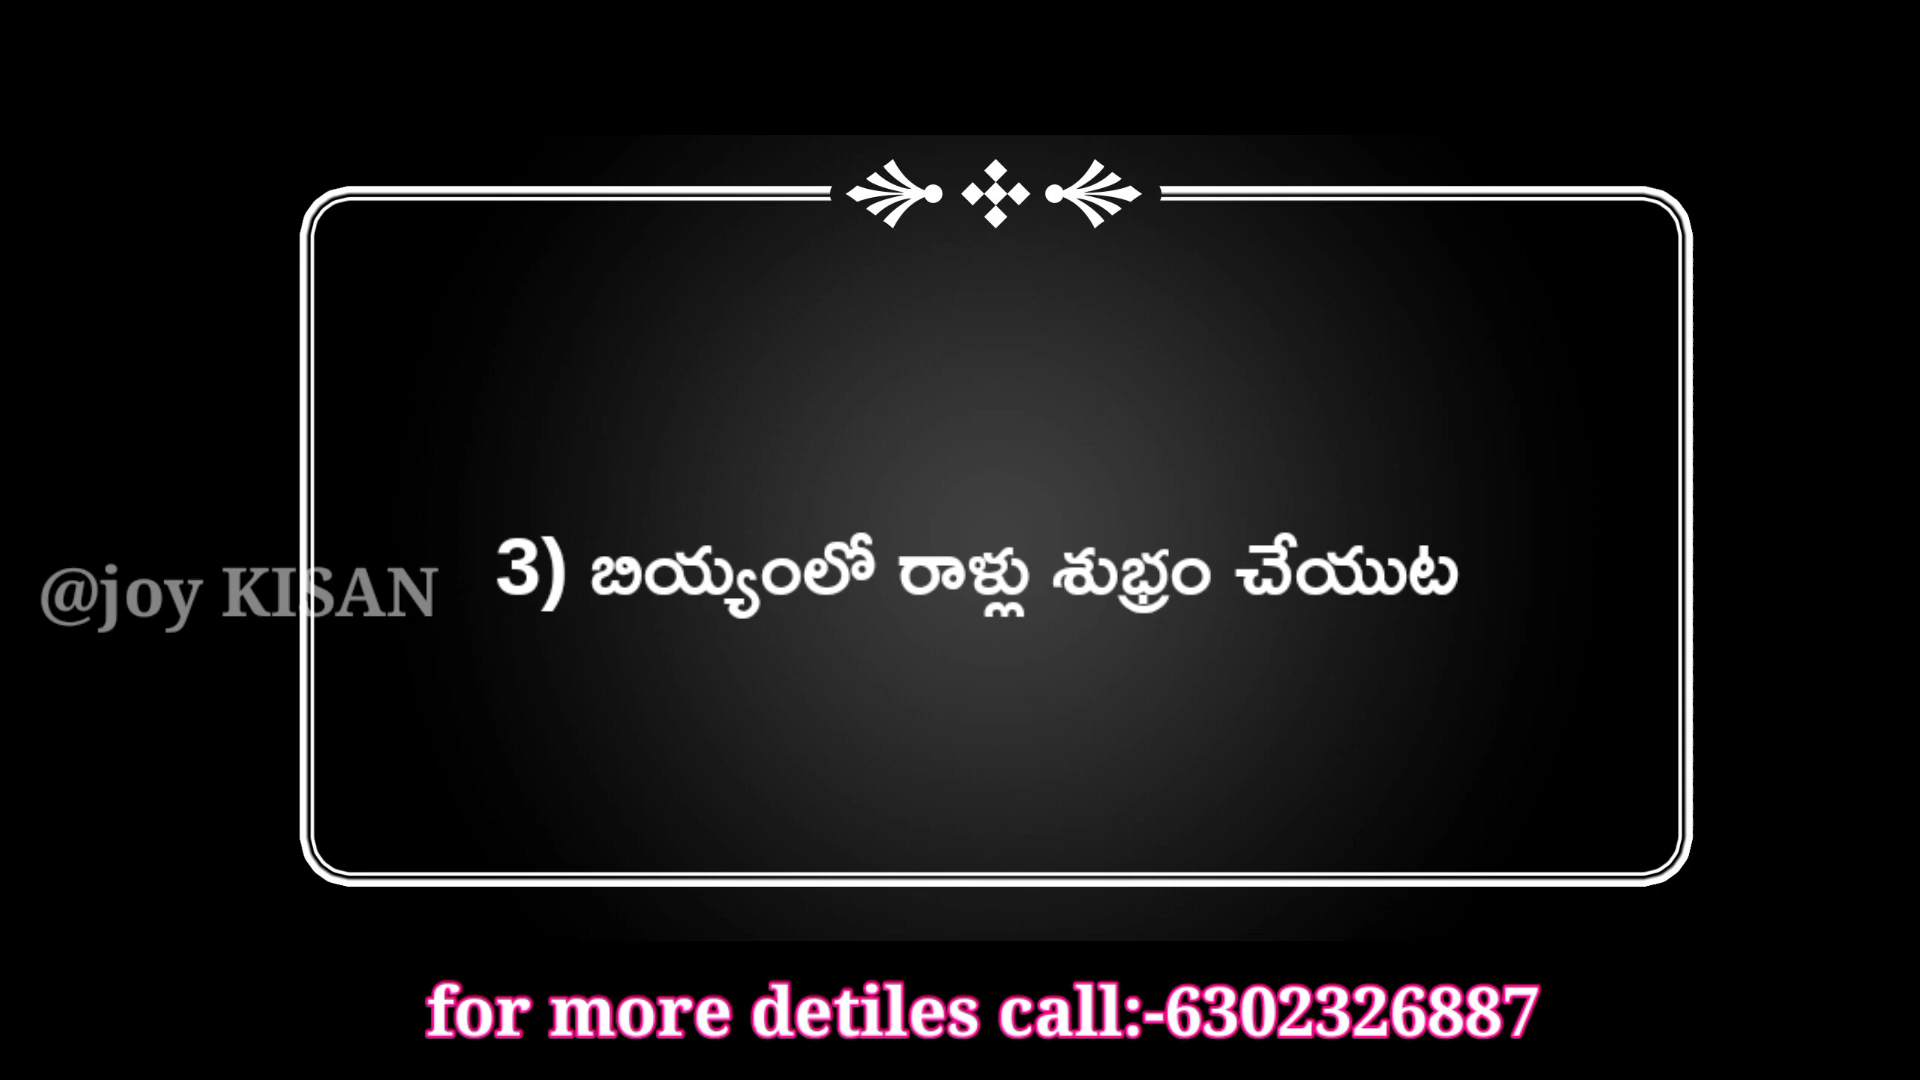 3) బియ్యంలో రాళ్లు శుభ్రం చేయుట
@joy KISAN
for more detiles call:-6302326887